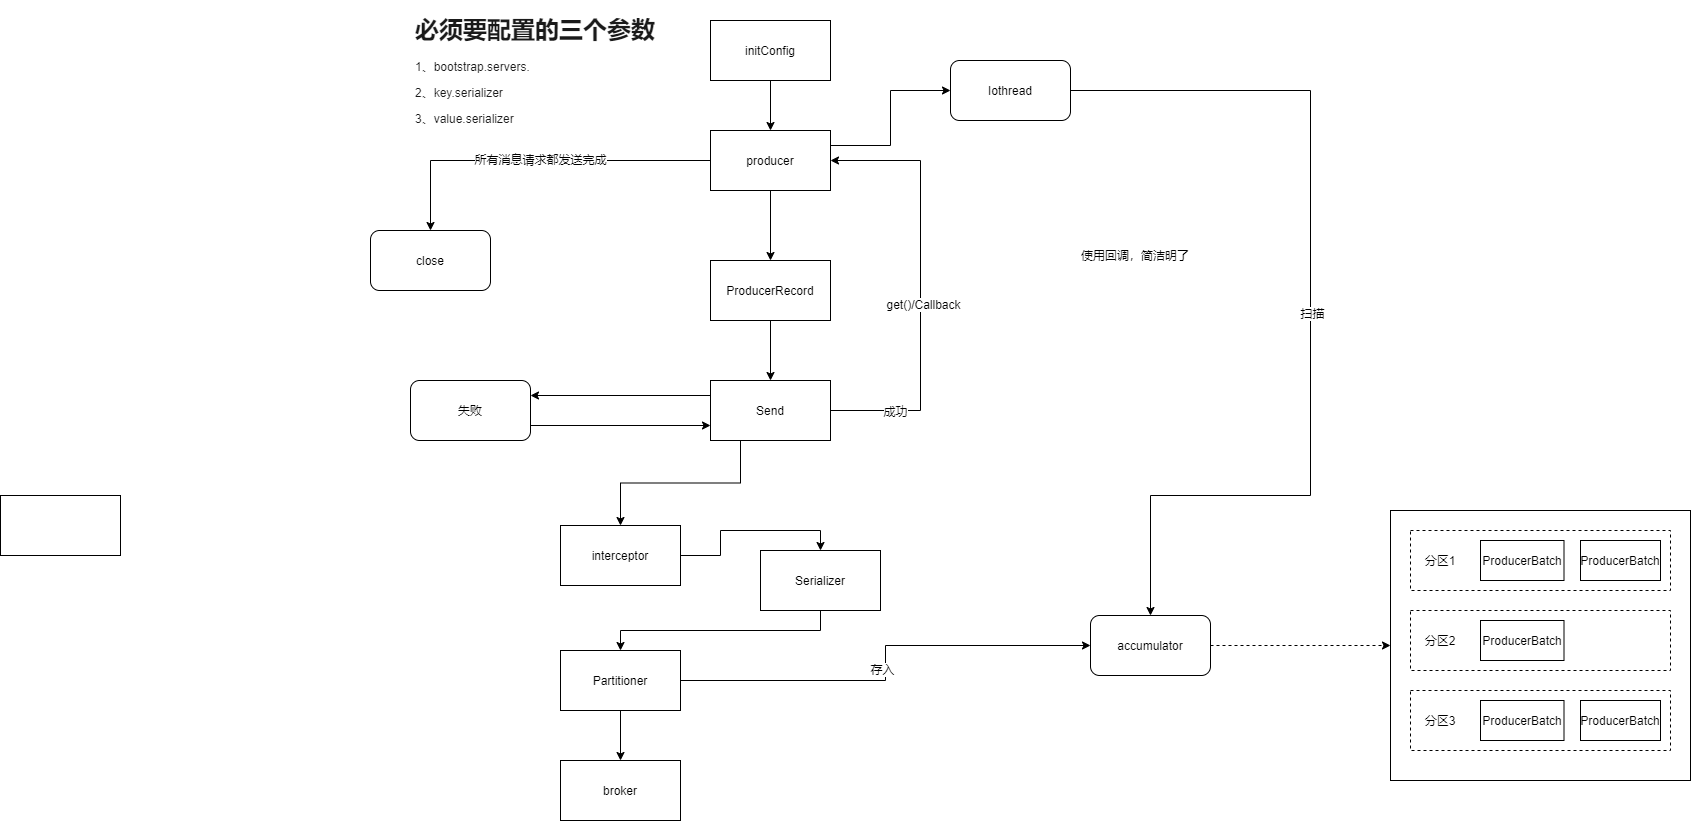 必须要配置的三个参数
1、bootstrap.servers.
2、key.serializer
3、value.serializer
initConfig
Iothread
producer
所有消息请求都发送完成
close
使用回调，简洁明了
ProducerRecord
get()/Callback
扫描
失败
Send
成功
interceptor
Serializer
Partitioner
存入
accumulator
broker
分区1 ProducerBatch ProducerBatch
分区2 ProducerBatch
分区3 ProducerBatch ProducerBatch